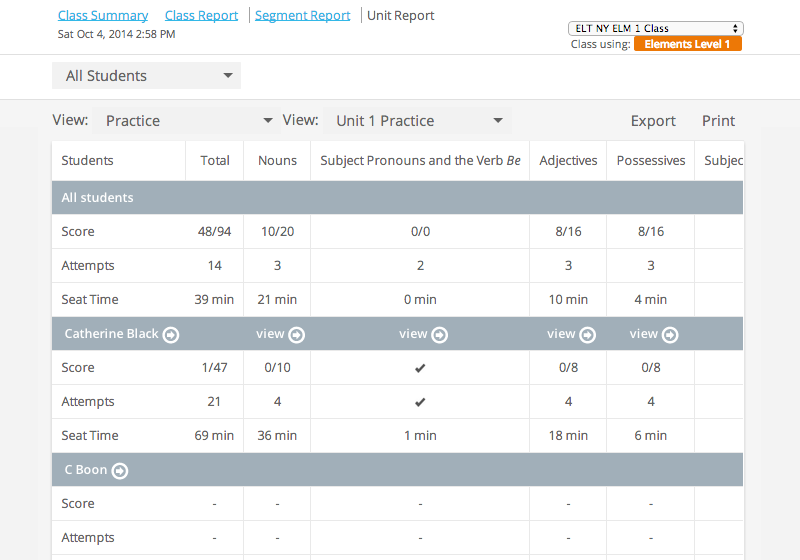 Class Summary Class Report Segment Report Unit Report
Sat Oct 4, 2014 2:58 PM
ELT NY ELM 1 Class
Class using: Elements Level 1
All Students
View: Practice View: Unit 1 Practice Export Print
Students Total Nouns Subject Pronouns and the Verb Be Adjectives Possessives Subjec
All students
Score 48/94 10/20 0/0 8/16 8/16
Attempts 14 3 2 3 3
Seat Time 39 min 21 min 0 min 10 min 4 min
Catherine Black view view view view
Score 1/47 0/10 ✔ 0/8 0/8
Attempts 21 4 ✔ 4 4
Seat Time 69 min 36 min 1 min 18 min 6 min
C Boon
Score - - - - -
Attempts - - - - -